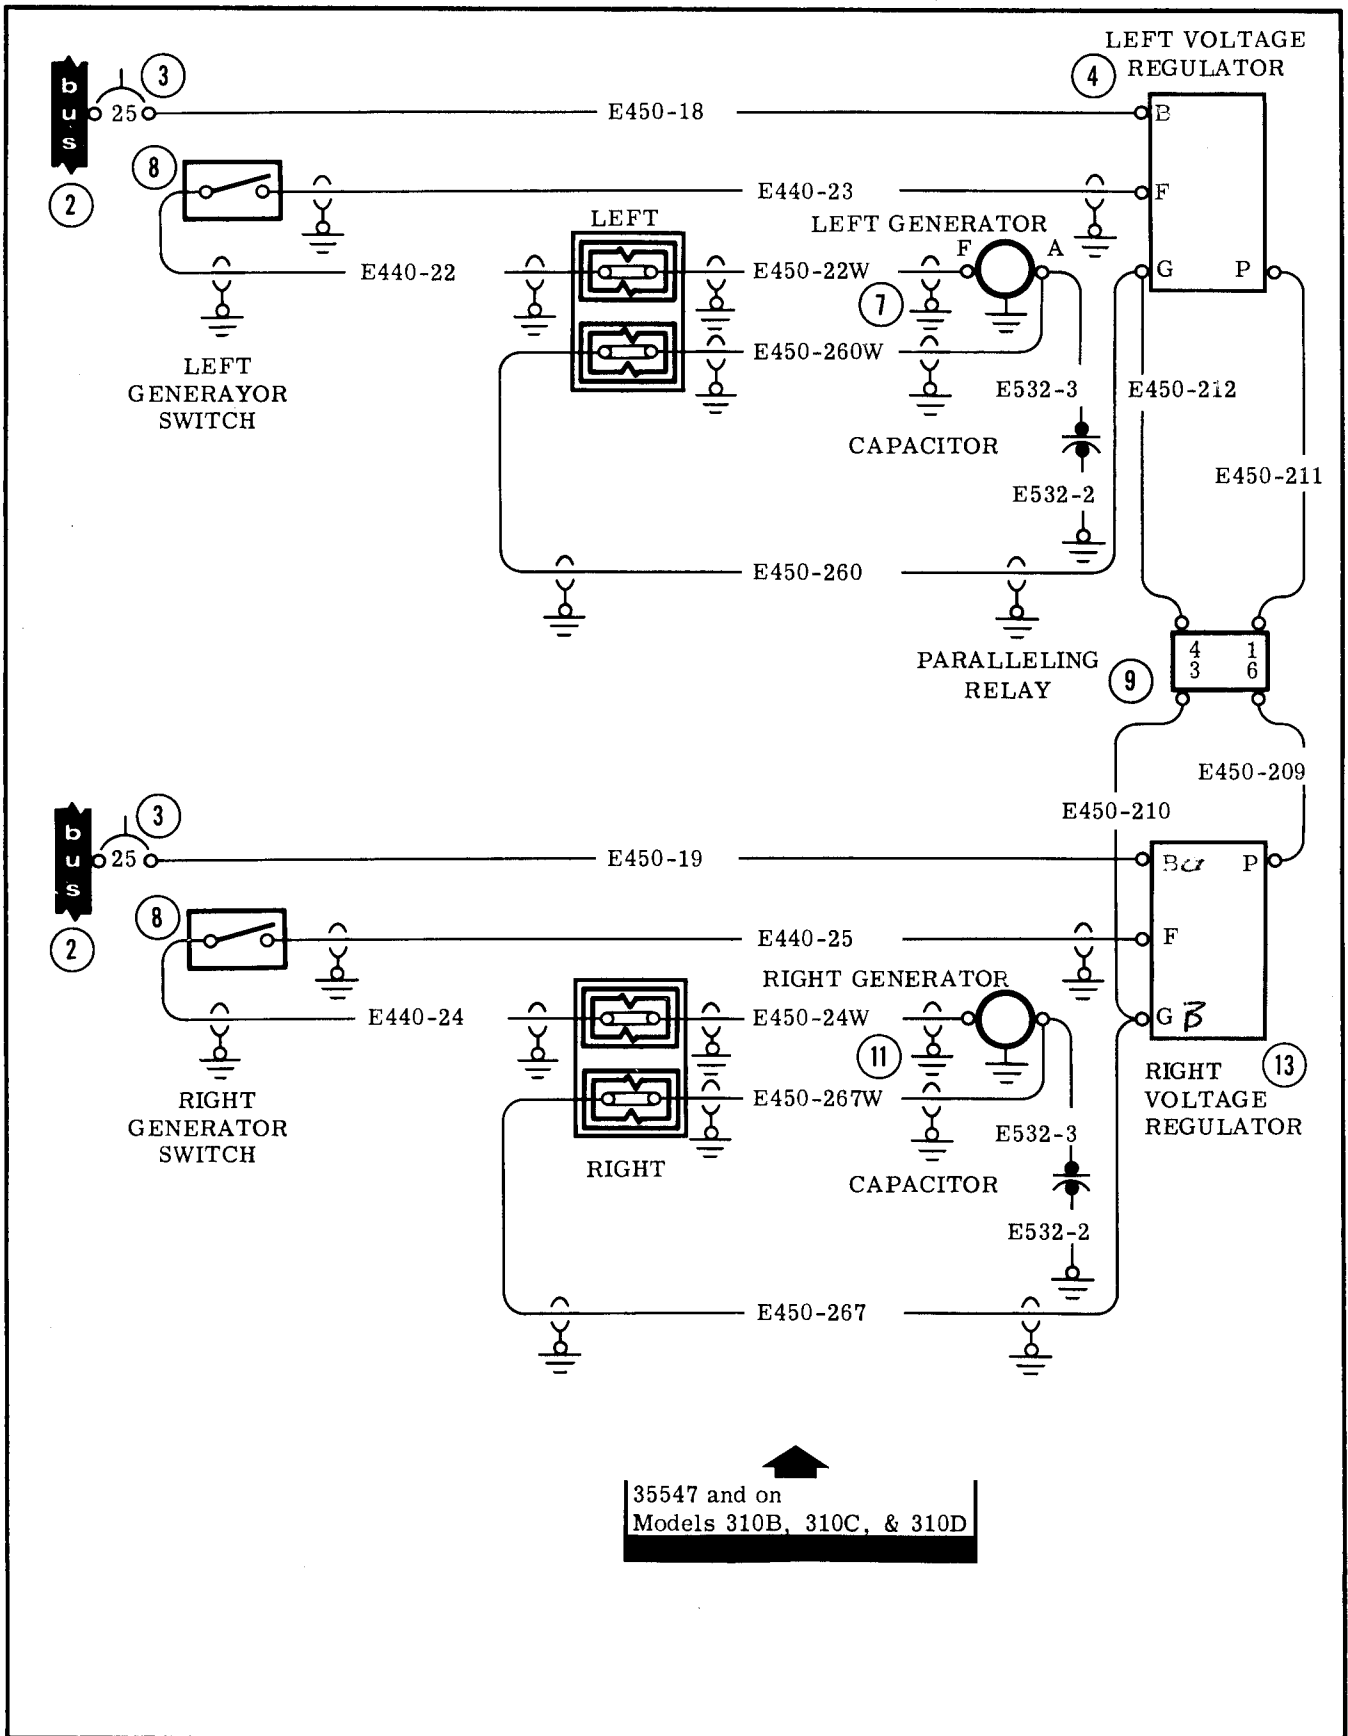 LEFT VOLTAGE
REGULATOR
4
bus
3
25
E450-18
B
8
2
E440-23
F
LEFT
LEFT GENERATOR
F
A
E440-22
E450-22W
G
P
7
E450-260W
LEFT
GENERAYOR
SWITCH
E532-3
E450-212
CAPACITOR
E450-211
E532-2
E450-260
PARALLELING
RELAY
9
4 1
3 6
E450-209
E450-210
bus
3
25
E450-19
B
P
8
2
E440-25
F
RIGHT GENERATOR
E440-24
E450-24W
G B
11
13
E450-267W
RIGHT
VOLTAGE
REGULATOR
RIGHT
GENERATOR
SWITCH
E532-3
RIGHT
CAPACITOR
E532-2
E450-267
35547 and on
Models 310B, 310C, & 310D